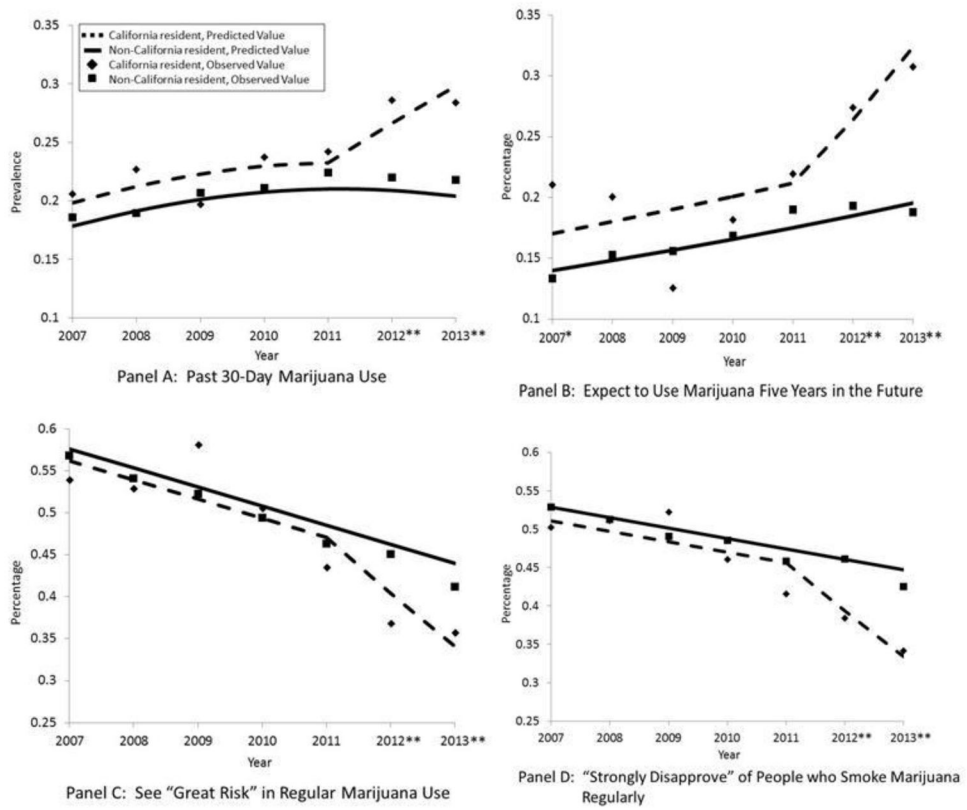 0.35
0.3
0.25
0.2
0.15
0.1
Prevalence
California resident, Predicted Value
Non-California resident, Predicted Value
California resident, Observed Value
Non-California resident, Observed Value
2007 2008 2009 2010 2011 2012** 2013**
Year
Panel A: Past 30-Day Marijuana Use
0.35
0.3
0.25
0.2
0.15
0.1
Percentage
2007* 2008 2009 2010 2011 2012** 2013**
Year
Panel B: Expect to Use Marijuana Five Years in the Future
0.6
0.55
0.5
0.45
0.4
0.35
0.3
0.25
Percentage
2007 2008 2009 2010 2011 2012** 2013**
Year
Panel C: See “Great Risk” in Regular Marijuana Use
0.6
0.55
0.5
0.45
0.4
0.35
0.3
0.25
Percentage
2007 2008 2009 2010 2011 2012** 2013**
Year
Panel D: “Strongly Disapprove” of People who Smoke Marijuana
Regularly